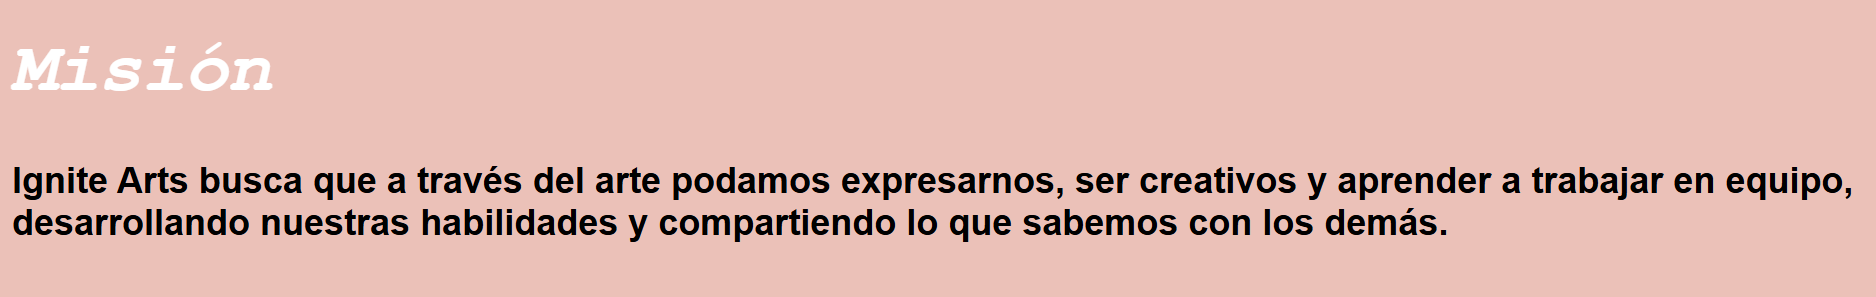 Misión
Ignite Arts busca que a través del arte podamos expresarnos, ser creativos y aprender a trabajar en equipo,
desarrollando nuestras habilidades y compartiendo lo que sabemos con los demás.